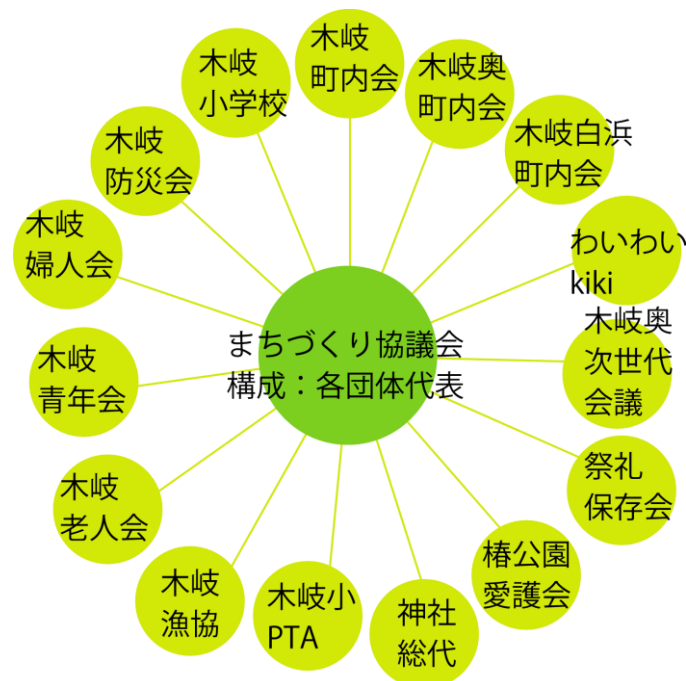 木岐
町内会
木岐奥
町内会
木岐白浜
町内会
わいわい
kiki
木岐奥
次世代
会議
祭礼
保存会
椿公園
愛護会
神社
総代
木岐小
PTA
木岐
漁協
木岐
老人会
木岐
青年会
木岐
婦人会
木岐
防災会
木岐
小学校
まちづくり協議会
構成：各団体代表